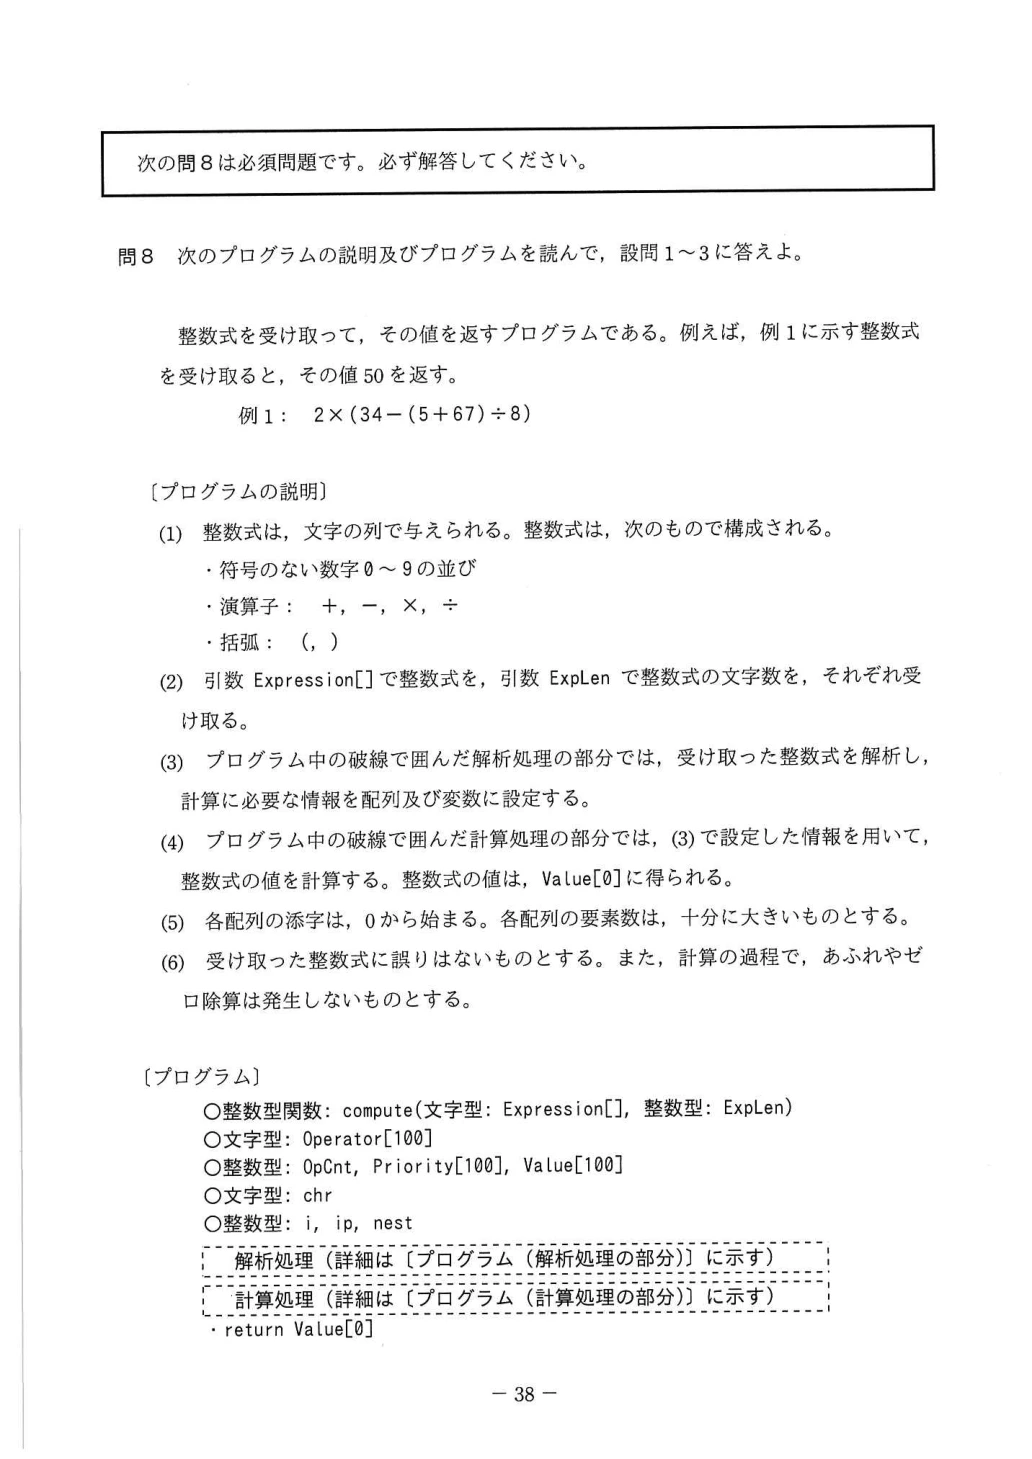 次の問８は必須問題です。必ず解答してください。
問８　次のプログラムの説明及びプログラムを読んで，設問1～3に答えよ。
整数式を受け取って，その値を返すプログラムである。例えば，例1に示す整数式
を受け取ると，その値50を返す。
例1：　2×(34－(5＋67)÷8)
〔プログラムの説明〕
(1)　整数式は，文字の列で与えられる。整数式は，次のもので構成される。
・符号のない数字0～9の並び
・演算子：　＋，－，×，÷
・括弧：　(，)
(2)　引数 Expression[]で整数式を，引数 ExpLen で整数式の文字数を，それぞれ受
け取る。
(3)　プログラム中の破線で囲んだ解析処理の部分では，受け取った整数式を解析し，
計算に必要な情報を配列及び変数に設定する。
(4)　プログラム中の破線で囲んだ計算処理の部分では，(3)で設定した情報を用いて，
整数式の値を計算する。整数式の値は，Value[0]に得られる。
(5)　各配列の添字は，0から始まる。各配列の要素数は，十分に大きいものとする。
(6)　受け取った整数式に誤りはないものとする。また，計算の過程で，あふれやゼ
ロ除算は発生しないものとする。
〔プログラム〕
○整数型関数: compute(文字型: Expression[], 整数型: ExpLen)
○文字型: Operator[100]
○整数型: OpCnt, Priority[100], Value[100]
○文字型: chr
○整数型: i, ip, nest
解析処理（詳細は〔プログラム（解析処理の部分）〕に示す）
計算処理（詳細は〔プログラム（計算処理の部分）〕に示す）
・return Value[0]
－ 38 －